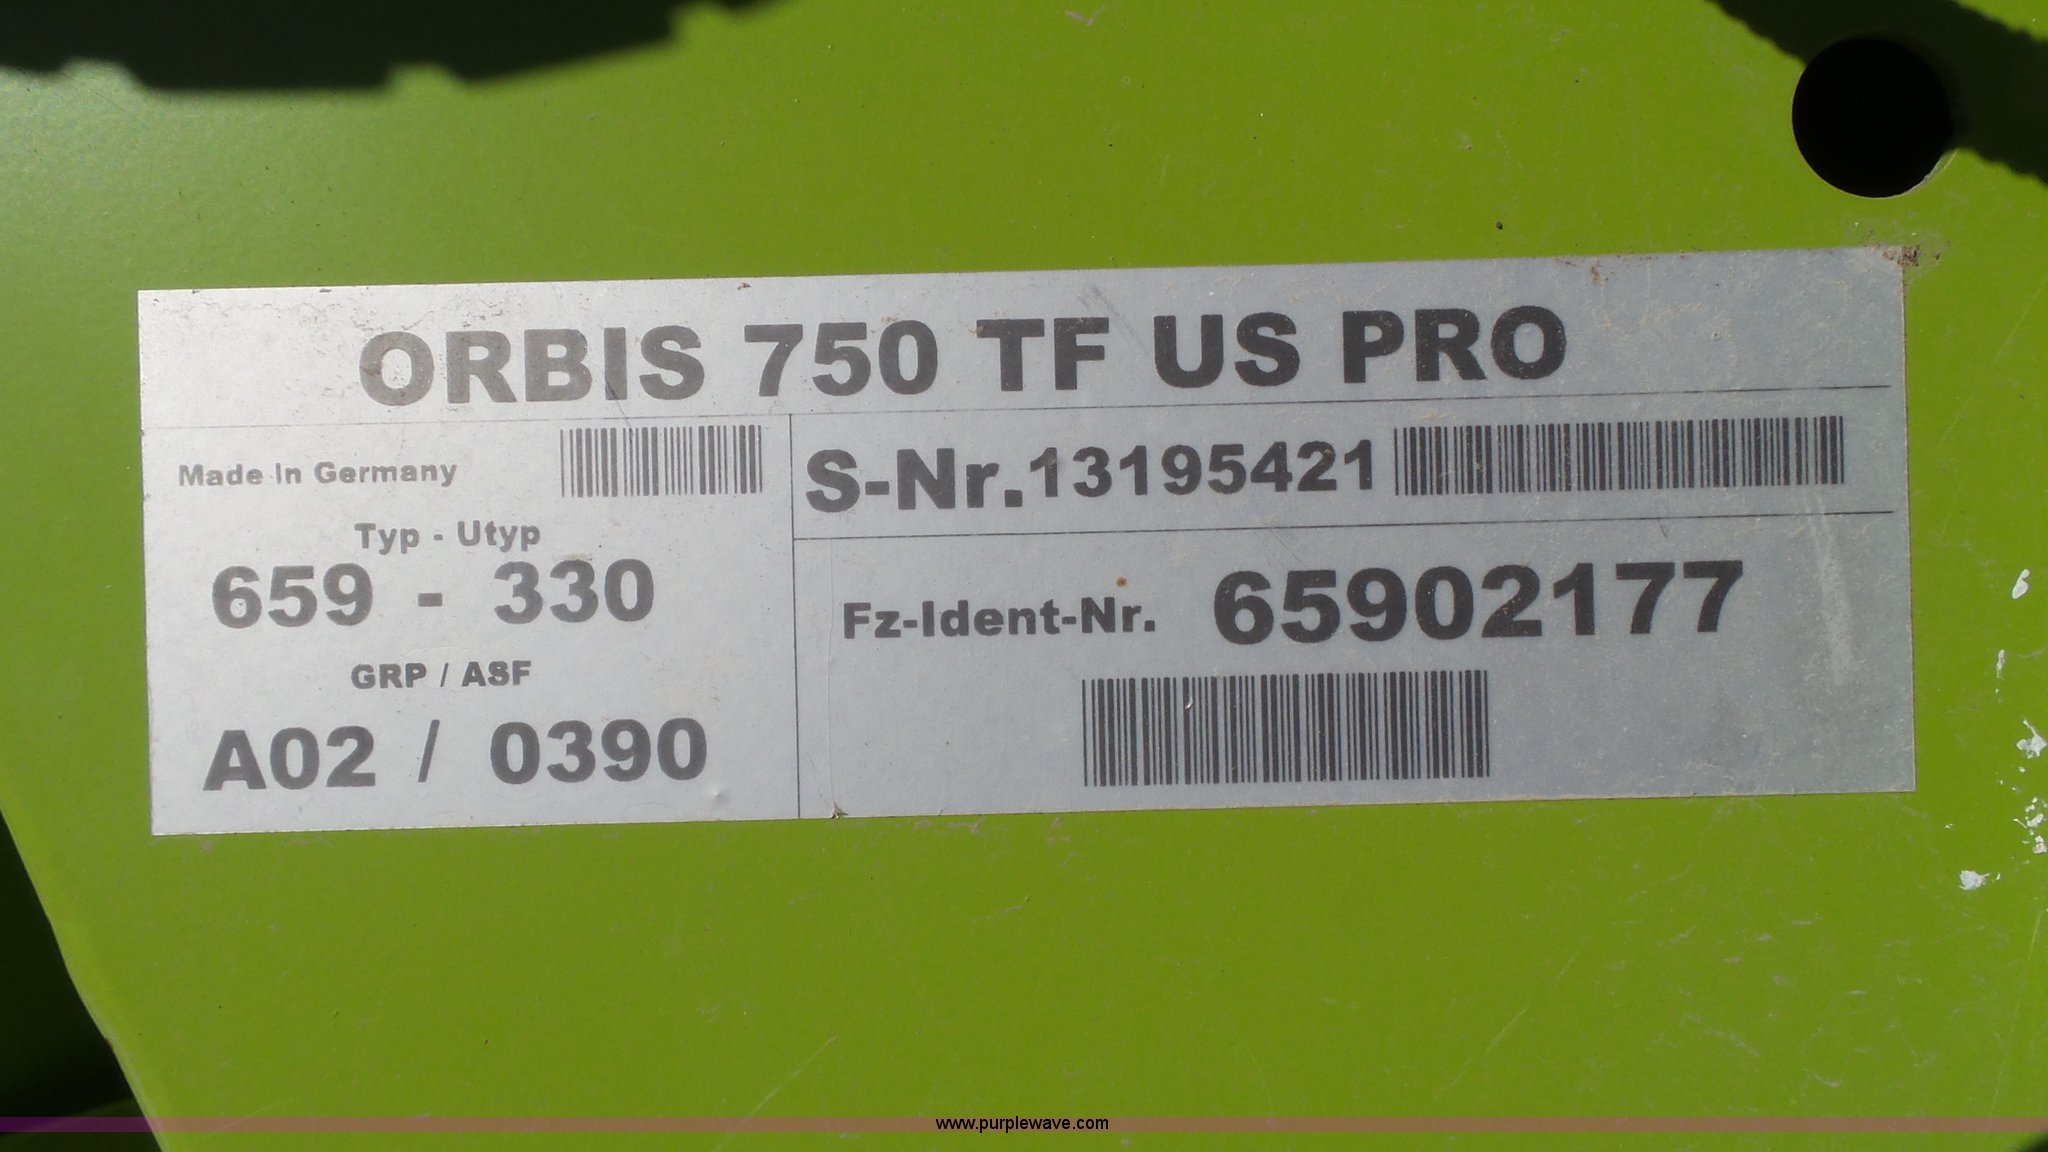 ORBIS 750 TF US PRO
Made In Germany
Typ - Utyp
659 - 330
GRP / ASF
A02 / 0390
S-Nr.13195421
Fz-Ident-Nr. 65902177
www.purplewave.com